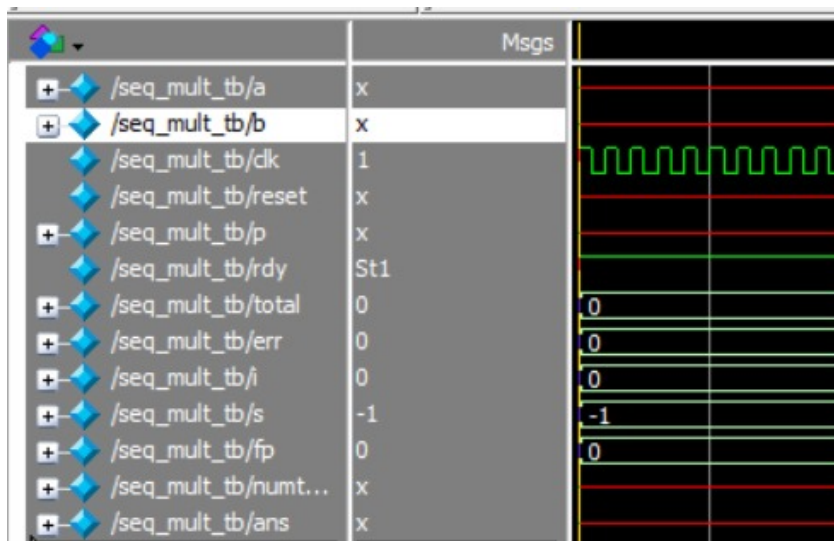 Msgs
/seq_mult_tb/a x
/seq_mult_tb/b x
/seq_mult_tb/clk 1
/seq_mult_tb/reset x
/seq_mult_tb/p x
/seq_mult_tb/rdy St1
/seq_mult_tb/total 0 0
/seq_mult_tb/err 0 0
/seq_mult_tb/i 0 0
/seq_mult_tb/s -1 -1
/seq_mult_tb/fp 0 0
/seq_mult_tb/numt... x
/seq_mult_tb/ans x